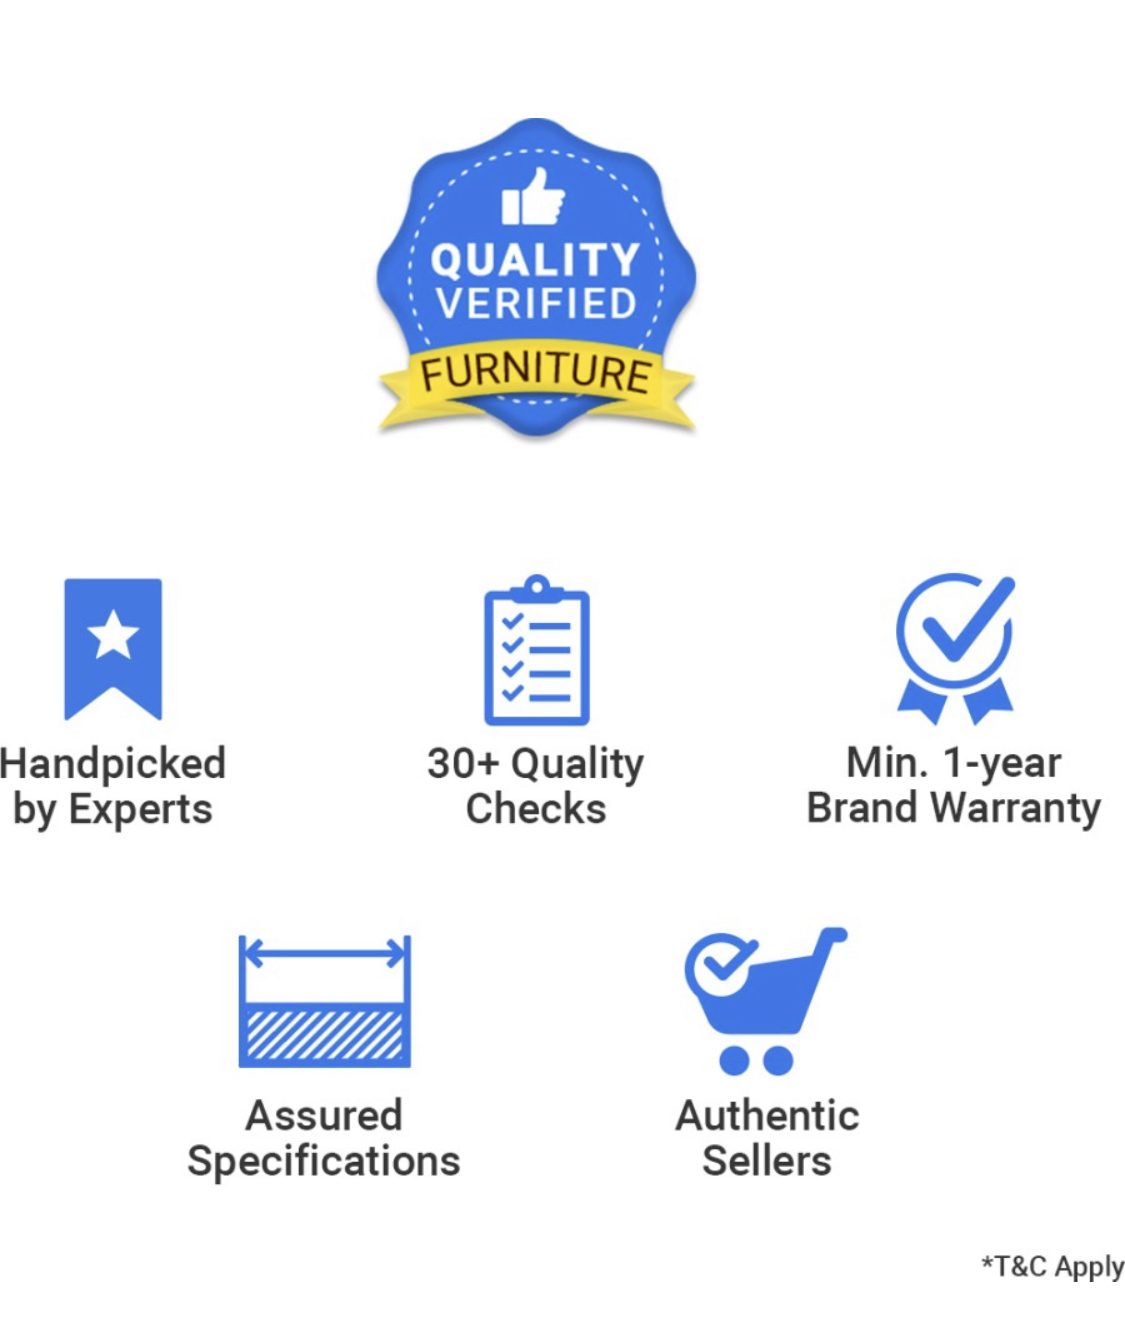 QUALITY
VERIFIED
FURNITURE
Handpicked
by Experts
30+ Quality
Checks
Min. 1-year
Brand Warranty
Assured
Specifications
Authentic
Sellers
*T&C Apply